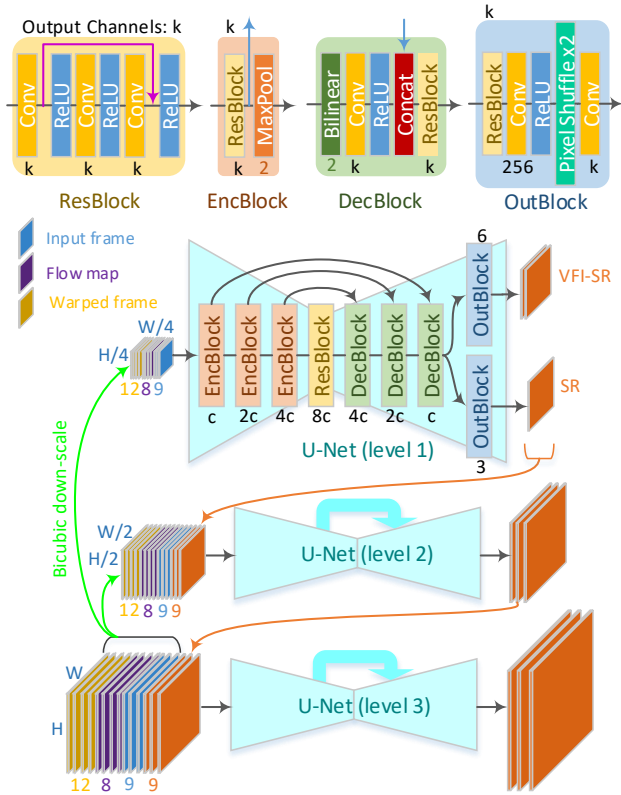 Output Channels: k
Conv
ReLU
Conv
ReLU
Conv
ReLU
k
k
k
ResBlock
k
ResBlock
MaxPool
k
2
EncBlock
Bilinear
Conv
ReLU
Concat
ResBlock
2
k
k
DecBlock
k
ResBlock
Conv
ReLU
Pixel Shuffle x2
Conv
256
k
OutBlock
Input frame
Flow map
Warped frame
W/4
H/4
12 8 9
EncBlock
EncBlock
EncBlock
ResBlock
DecBlock
DecBlock
DecBlock
c
2c
4c
8c
4c
2c
c
6
OutBlock
OutBlock
3
VFI-SR
SR
U-Net (level 1)
Bicubic down-scale
W/2
H/2
12 8 9 9
U-Net (level 2)
W
H
12 8 9 9
U-Net (level 3)